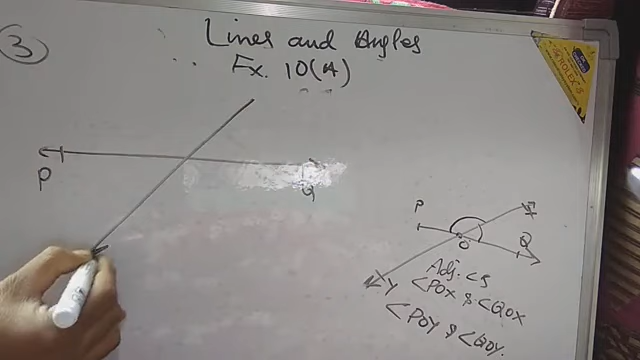 3
Lines and Angles
Ex. 10(A)
P
Q
P
X
O
Q
Y
Adj. ∠s
∠POX & ∠QOX
∠POY & ∠QOY.